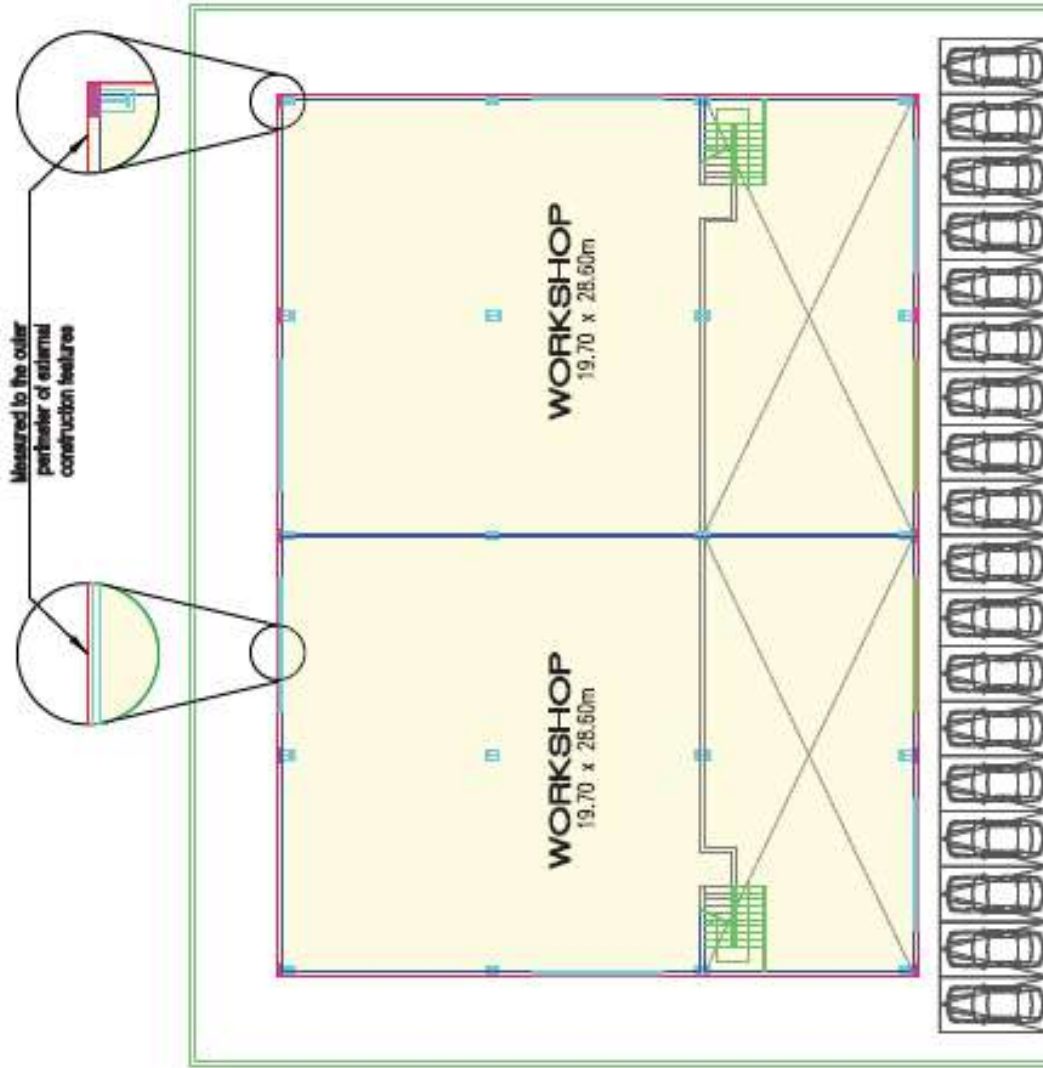 Measured to the outer
perimeter of external
construction features
WORKSHOP
19.70 x 28.60m
WORKSHOP
19.70 x 28.60m